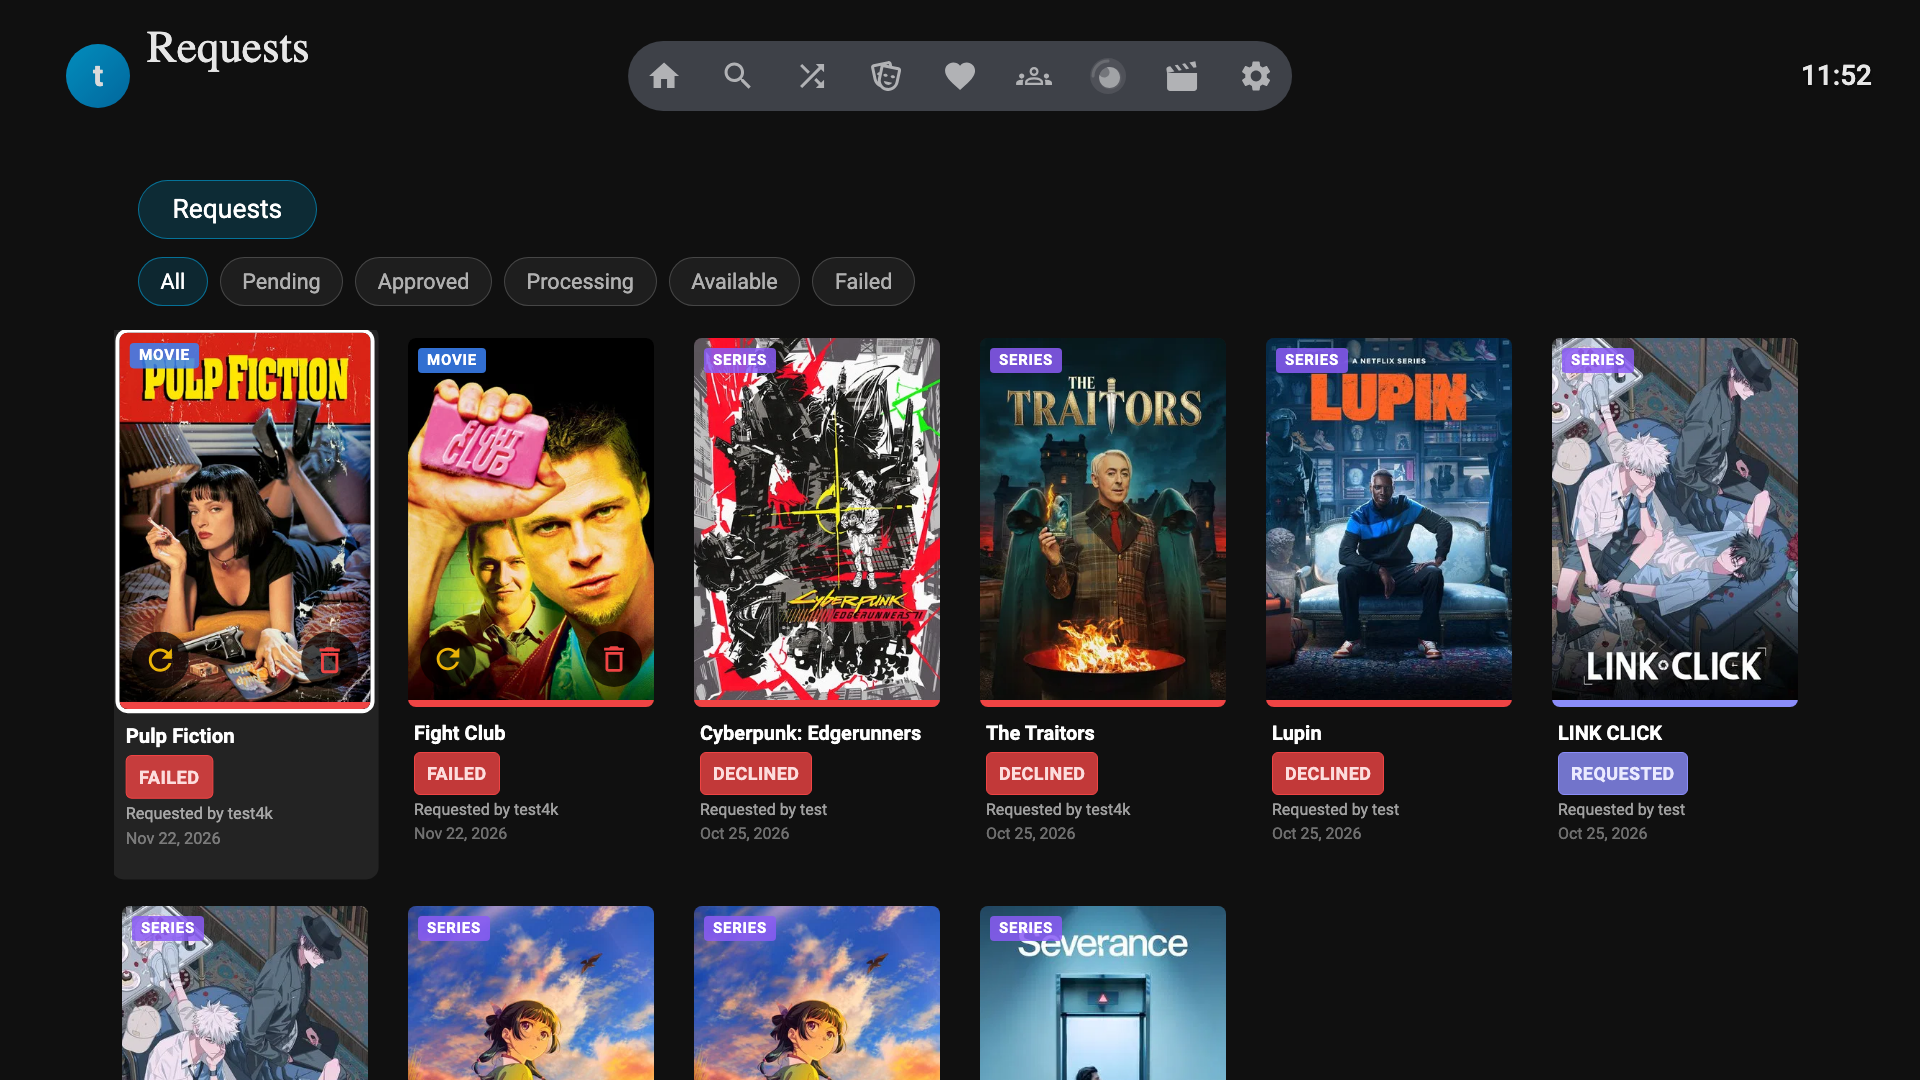 t
Requests
11:52
Requests
All
Pending
Approved
Processing
Available
Failed
MOVIE
PULP FICTION
Pulp Fiction
FAILED
Requested by test4k
Nov 22, 2026
MOVIE
FIGHT
CLUB
Fight Club
FAILED
Requested by test4k
Nov 22, 2026
SERIES
Cyberpunk
EDGERUNNERS
Cyberpunk: Edgerunners
DECLINED
Requested by test
Oct 25, 2026
SERIES
THE
TRAITORS
The Traitors
DECLINED
Requested by test4k
Oct 25, 2026
SERIES
A NETFLIX SERIES
LUPIN
Lupin
DECLINED
Requested by test
Oct 25, 2026
SERIES
LINK CLICK
LINK CLICK
REQUESTED
Requested by test
Oct 25, 2026
SERIES
SERIES
SERIES
SERIES
Severance